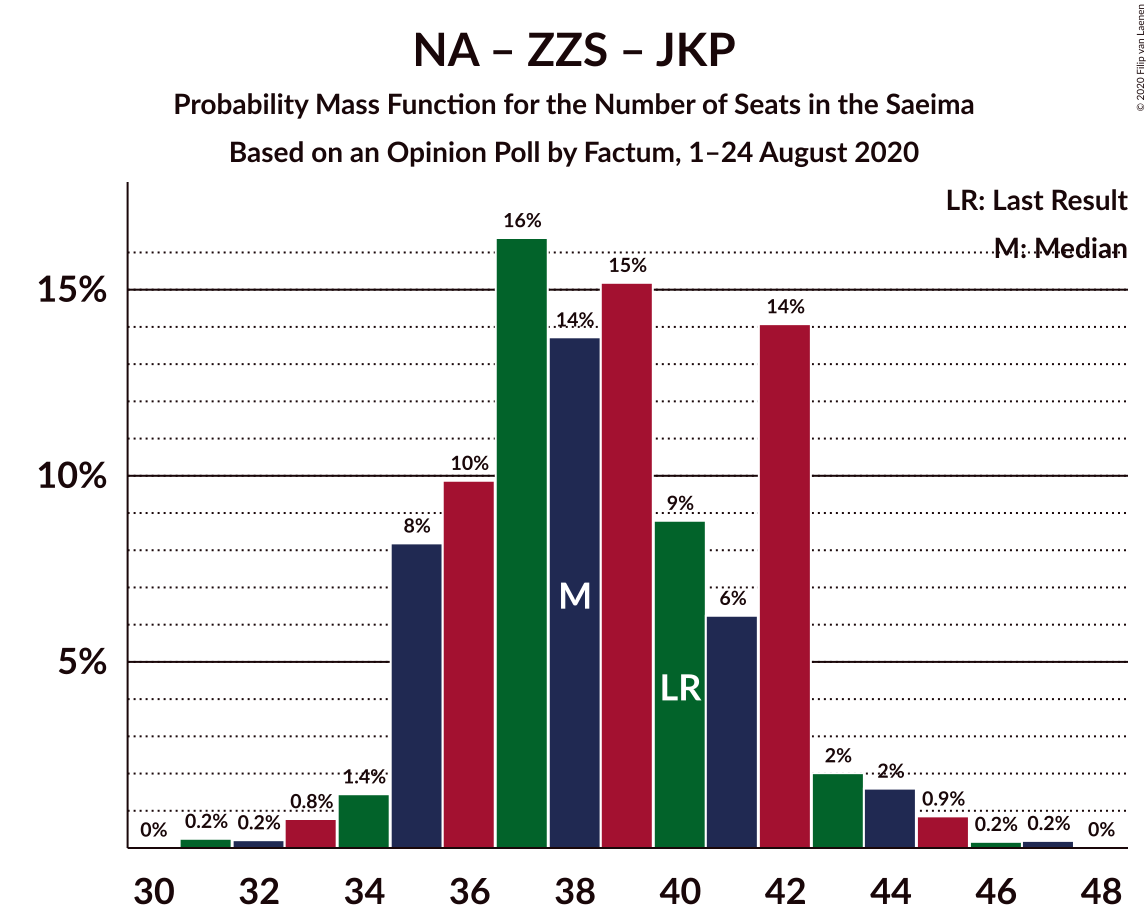 NA – ZZS – JKP
Probability Mass Function for the Number of Seats in the Saeima
Based on an Opinion Poll by Factum, 1–24 August 2020
© 2020 Filip van Laenen
LR: Last Result
M: Median
15%
10%
5%
0%
0.2%
0.2%
0.8%
1.4%
8%
10%
16%
14%
15%
9%
6%
14%
2%
2%
0.9%
0.2%
0.2%
0%
M
LR
30 32 34 36 38 40 42 44 46 48